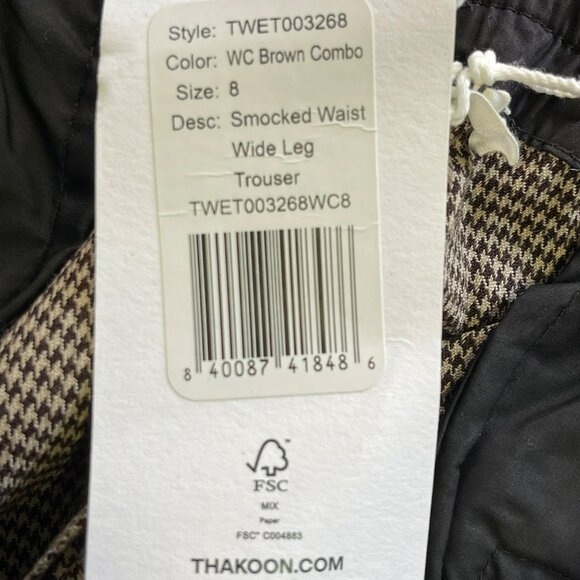 Style: TWET003268
Color: WC Brown Combo
Size: 8
Desc: Smocked Waist
Wide Leg
Trouser
TWET003268WC8
8 40087 41848 6
FSC
MIX
Paper
FSC™ C004883
THAKOON.COM